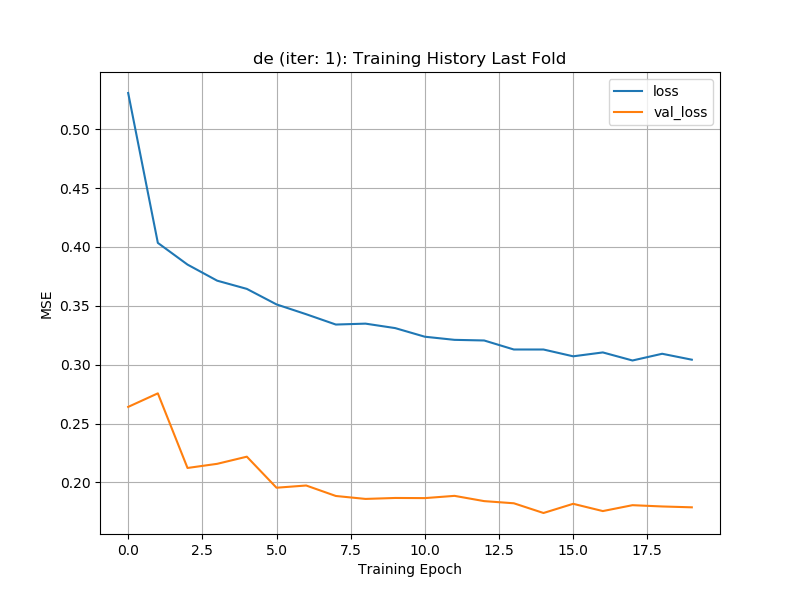 de (iter: 1): Training History Last Fold
loss
val_loss
0.50
0.45
0.40
0.35
0.30
0.25
0.20
MSE
0.0 2.5 5.0 7.5 10.0 12.5 15.0 17.5
Training Epoch